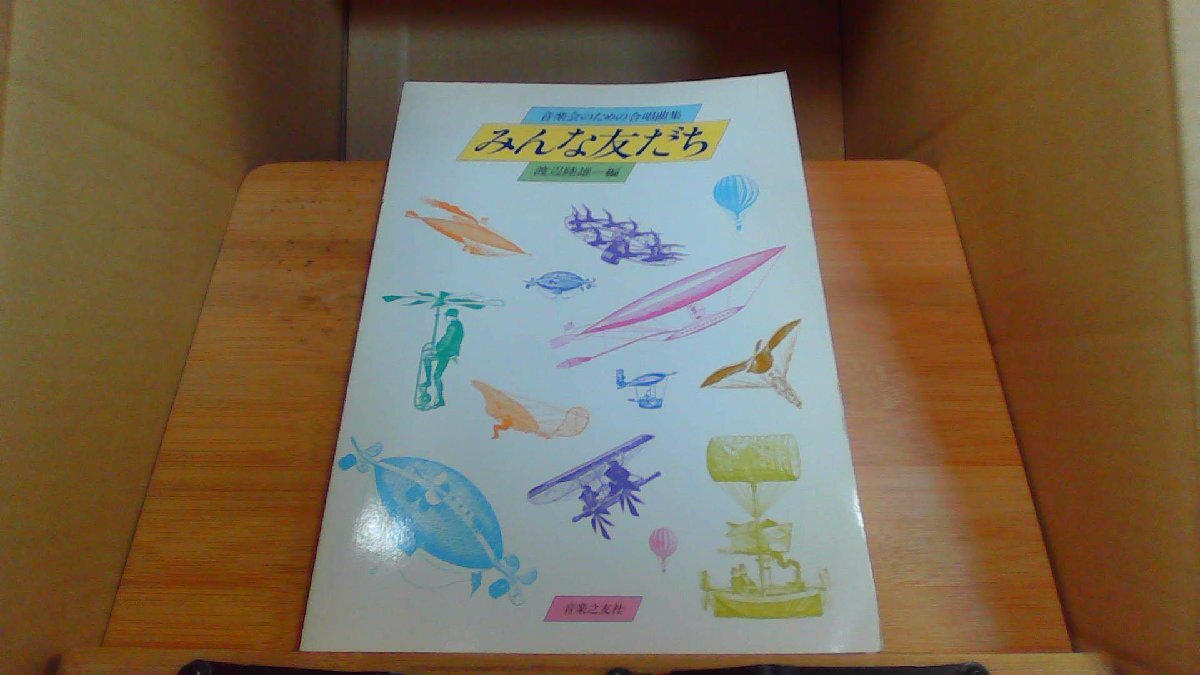 音楽会のための合唱曲集
みんな友だち
渡辺陸雄一編
音楽之友社